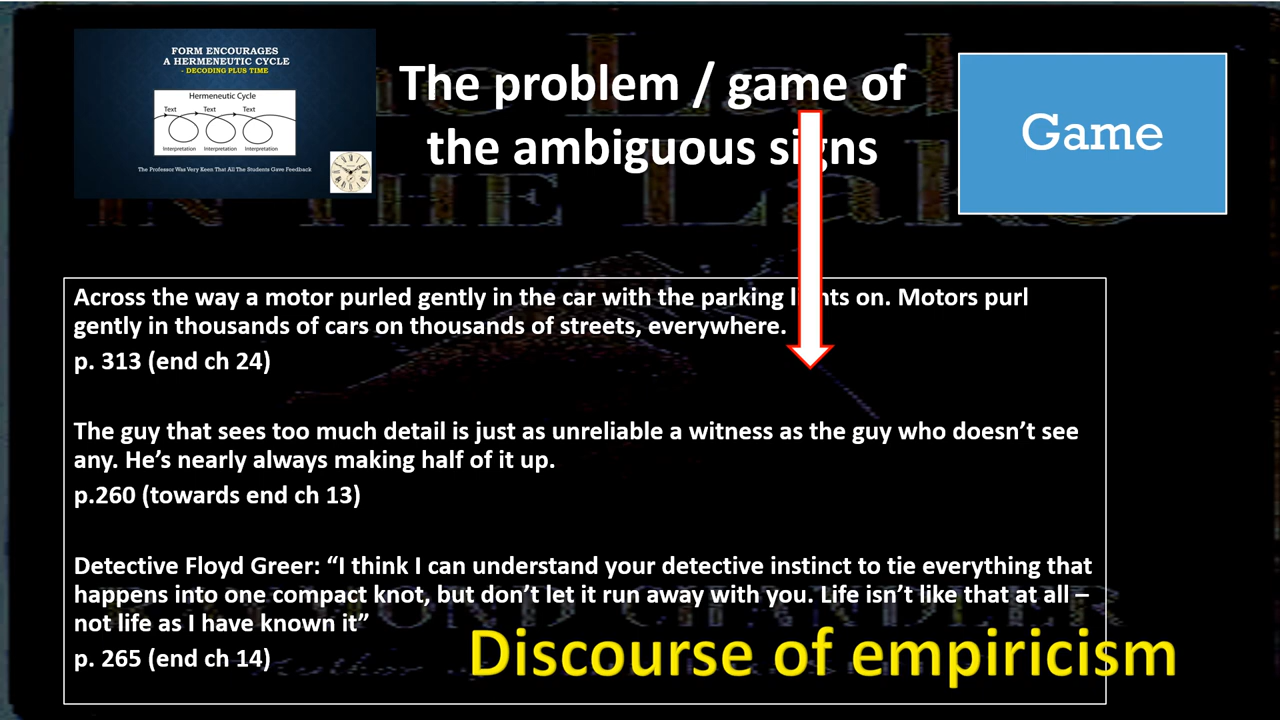 FORM ENCOURAGES
A HERMENEUTIC CYCLE
- DECODING PLUS TIME
Hermeneutic Cycle
Text Text Text
Interpretation Interpretation Interpretation
The Professor Was Very Keen That All The Students Gave Feedback
The problem / game of
the ambiguous signs
Game
Across the way a motor purled gently in the car with the parking lights on. Motors purl
gently in thousands of cars on thousands of streets, everywhere.
p. 313 (end ch 24)
The guy that sees too much detail is just as unreliable a witness as the guy who doesn’t see
any. He’s nearly always making half of it up.
p.260 (towards end ch 13)
Detective Floyd Greer: “I think I can understand your detective instinct to tie everything that
happens into one compact knot, but don’t let it run away with you. Life isn’t like that at all –
not life as I have known it”
p. 265 (end ch 14)
Discourse of empiricism
IN THE LaKe